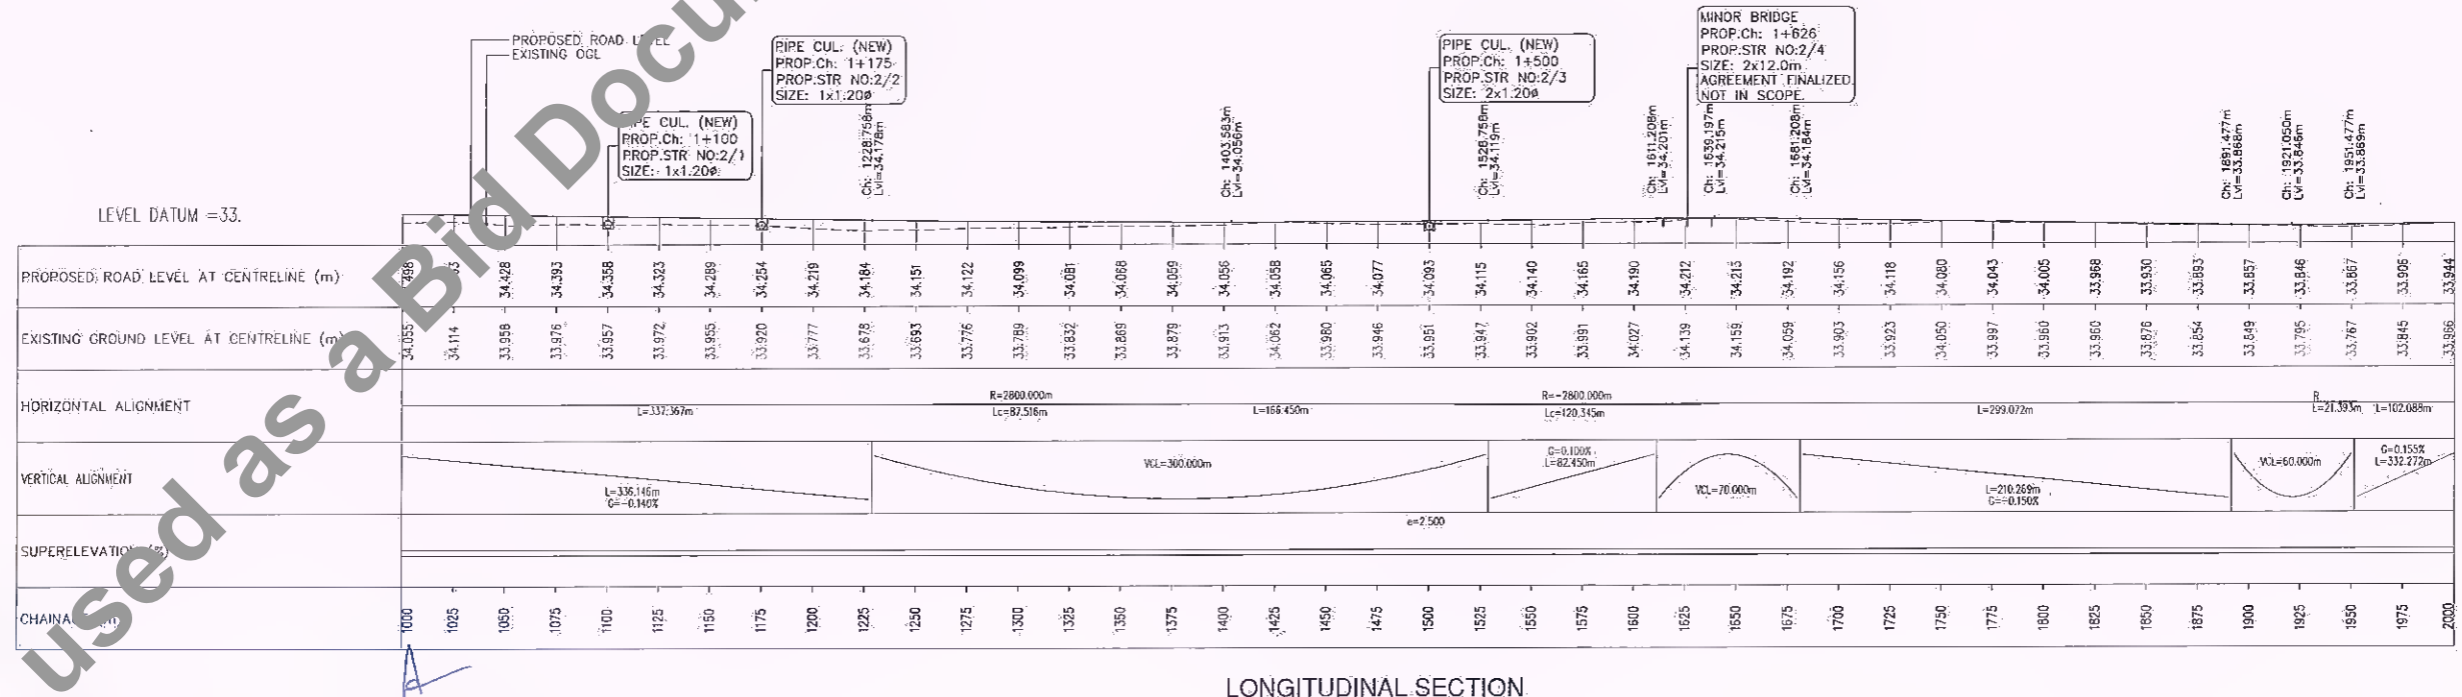 used as a Bid Docu
PROPOSED ROAD LEVEL
EXISTING OGL
PIPE CUL. (NEW)
PROP.Ch: 1+100
PROP.STR NO:2/1
SIZE: 1x1.20ø
PIPE CUL. (NEW)
PROP.Ch: 1+175
PROP.STR NO:2/2
SIZE: 1x1.20ø
Ch: 1228.758m
Lvl=34.178m
Ch: 1403.583m
Lvl=34.056m
PIPE CUL. (NEW)
PROP.Ch: 1+500
PROP.STR NO:2/3
SIZE: 2x1.20ø
Ch: 1528.758m
Lvl=34.119m
Ch: 1611.208m
Lvl=34.201m
MINOR BRIDGE
PROP.Ch: 1+626
PROP.STR NO:2/4
SIZE: 2x12.0m
AGREEMENT FINALIZED.
NOT IN SCOPE.
Ch: 1639.197m
Lvl=34.215m
Ch: 1681.208m
Lvl=34.184m
Ch: 1891.477m
Lvl=33.868m
Ch: 1921.050m
Lvl=33.846m
Ch: 1951.477m
Lvl=33.869m
LEVEL DATUM =33.
PROPOSED ROAD LEVEL AT CENTRELINE (m) 34.428 34.393 34.358 34.323 34.289 34.254 34.219 34.184 34.151 34.122 34.099 34.081 34.068 34.059 34.056 34.058 34.065 34.077 34.093 34.115 34.140 34.165 34.190 34.212 34.213 34.192 34.156 34.118 34.080 34.043 34.005 33.968 33.930 33.893 33.857 33.846 33.867 33.906 33.944
EXISTING GROUND LEVEL AT CENTRELINE (m) 34.055 34.114 33.958 33.976 33.957 33.972 33.955 33.920 33.777 33.678 33.693 33.776 33.789 33.832 33.869 33.879 33.913 34.062 33.980 33.946 33.951 33.947 33.902 33.991 34.027 34.139 34.159 34.059 33.903 33.923 34.050 33.997 33.960 33.960 33.876 33.854 33.849 33.795 33.767 33.845 33.986
HORIZONTAL ALIGNMENT
L=337.367m
R=2800.000m
Lc=87.516m
L=166.450m
R=-2800.000m
Lc=120.345m
L=299.072m
R
L=21.393m
L=102.088m
VERTICAL ALIGNMENT
L=336.146m
G=-0.140%
VCL=300.000m
G=0.100%
L=82.450m
VCL=70.000m
L=210.269m
G=-0.150%
VCL=60.000m
G=0.155%
L=332.272m
SUPERELEVATION (%)
e=2.500
CHAINA 1000 1025 1050 1075 1100 1125 1150 1175 1200 1225 1250 1275 1300 1325 1350 1375 1400 1425 1450 1475 1500 1525 1550 1575 1600 1625 1650 1675 1700 1725 1750 1775 1800 1825 1850 1875 1900 1925 1950 1975 2000
LONGITUDINAL SECTION